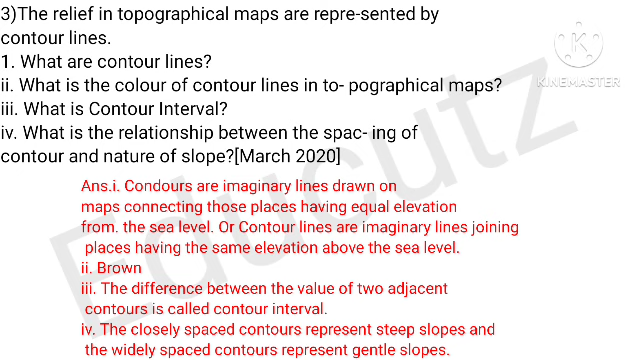 3)The relief in topographical maps are repre-sented by
contour lines.
1. What are contour lines?
ii. What is the colour of contour lines in to- pographical maps?
iii. What is Contour Interval?
iv. What is the relationship between the spac- ing of
contour and nature of slope?[March 2020]
Ans.i. Condours are imaginary lines drawn on
maps connecting those places having equal elevation
from. the sea level. Or Contour lines are imaginary lines joining
places having the same elevation above the sea level.
ii. Brown
iii. The difference between the value of two adjacent
contours is called contour interval.
iv. The closely spaced contours represent steep slopes and
the widely spaced contours represent gentle slopes.
Educutz
K
KINEMASTER